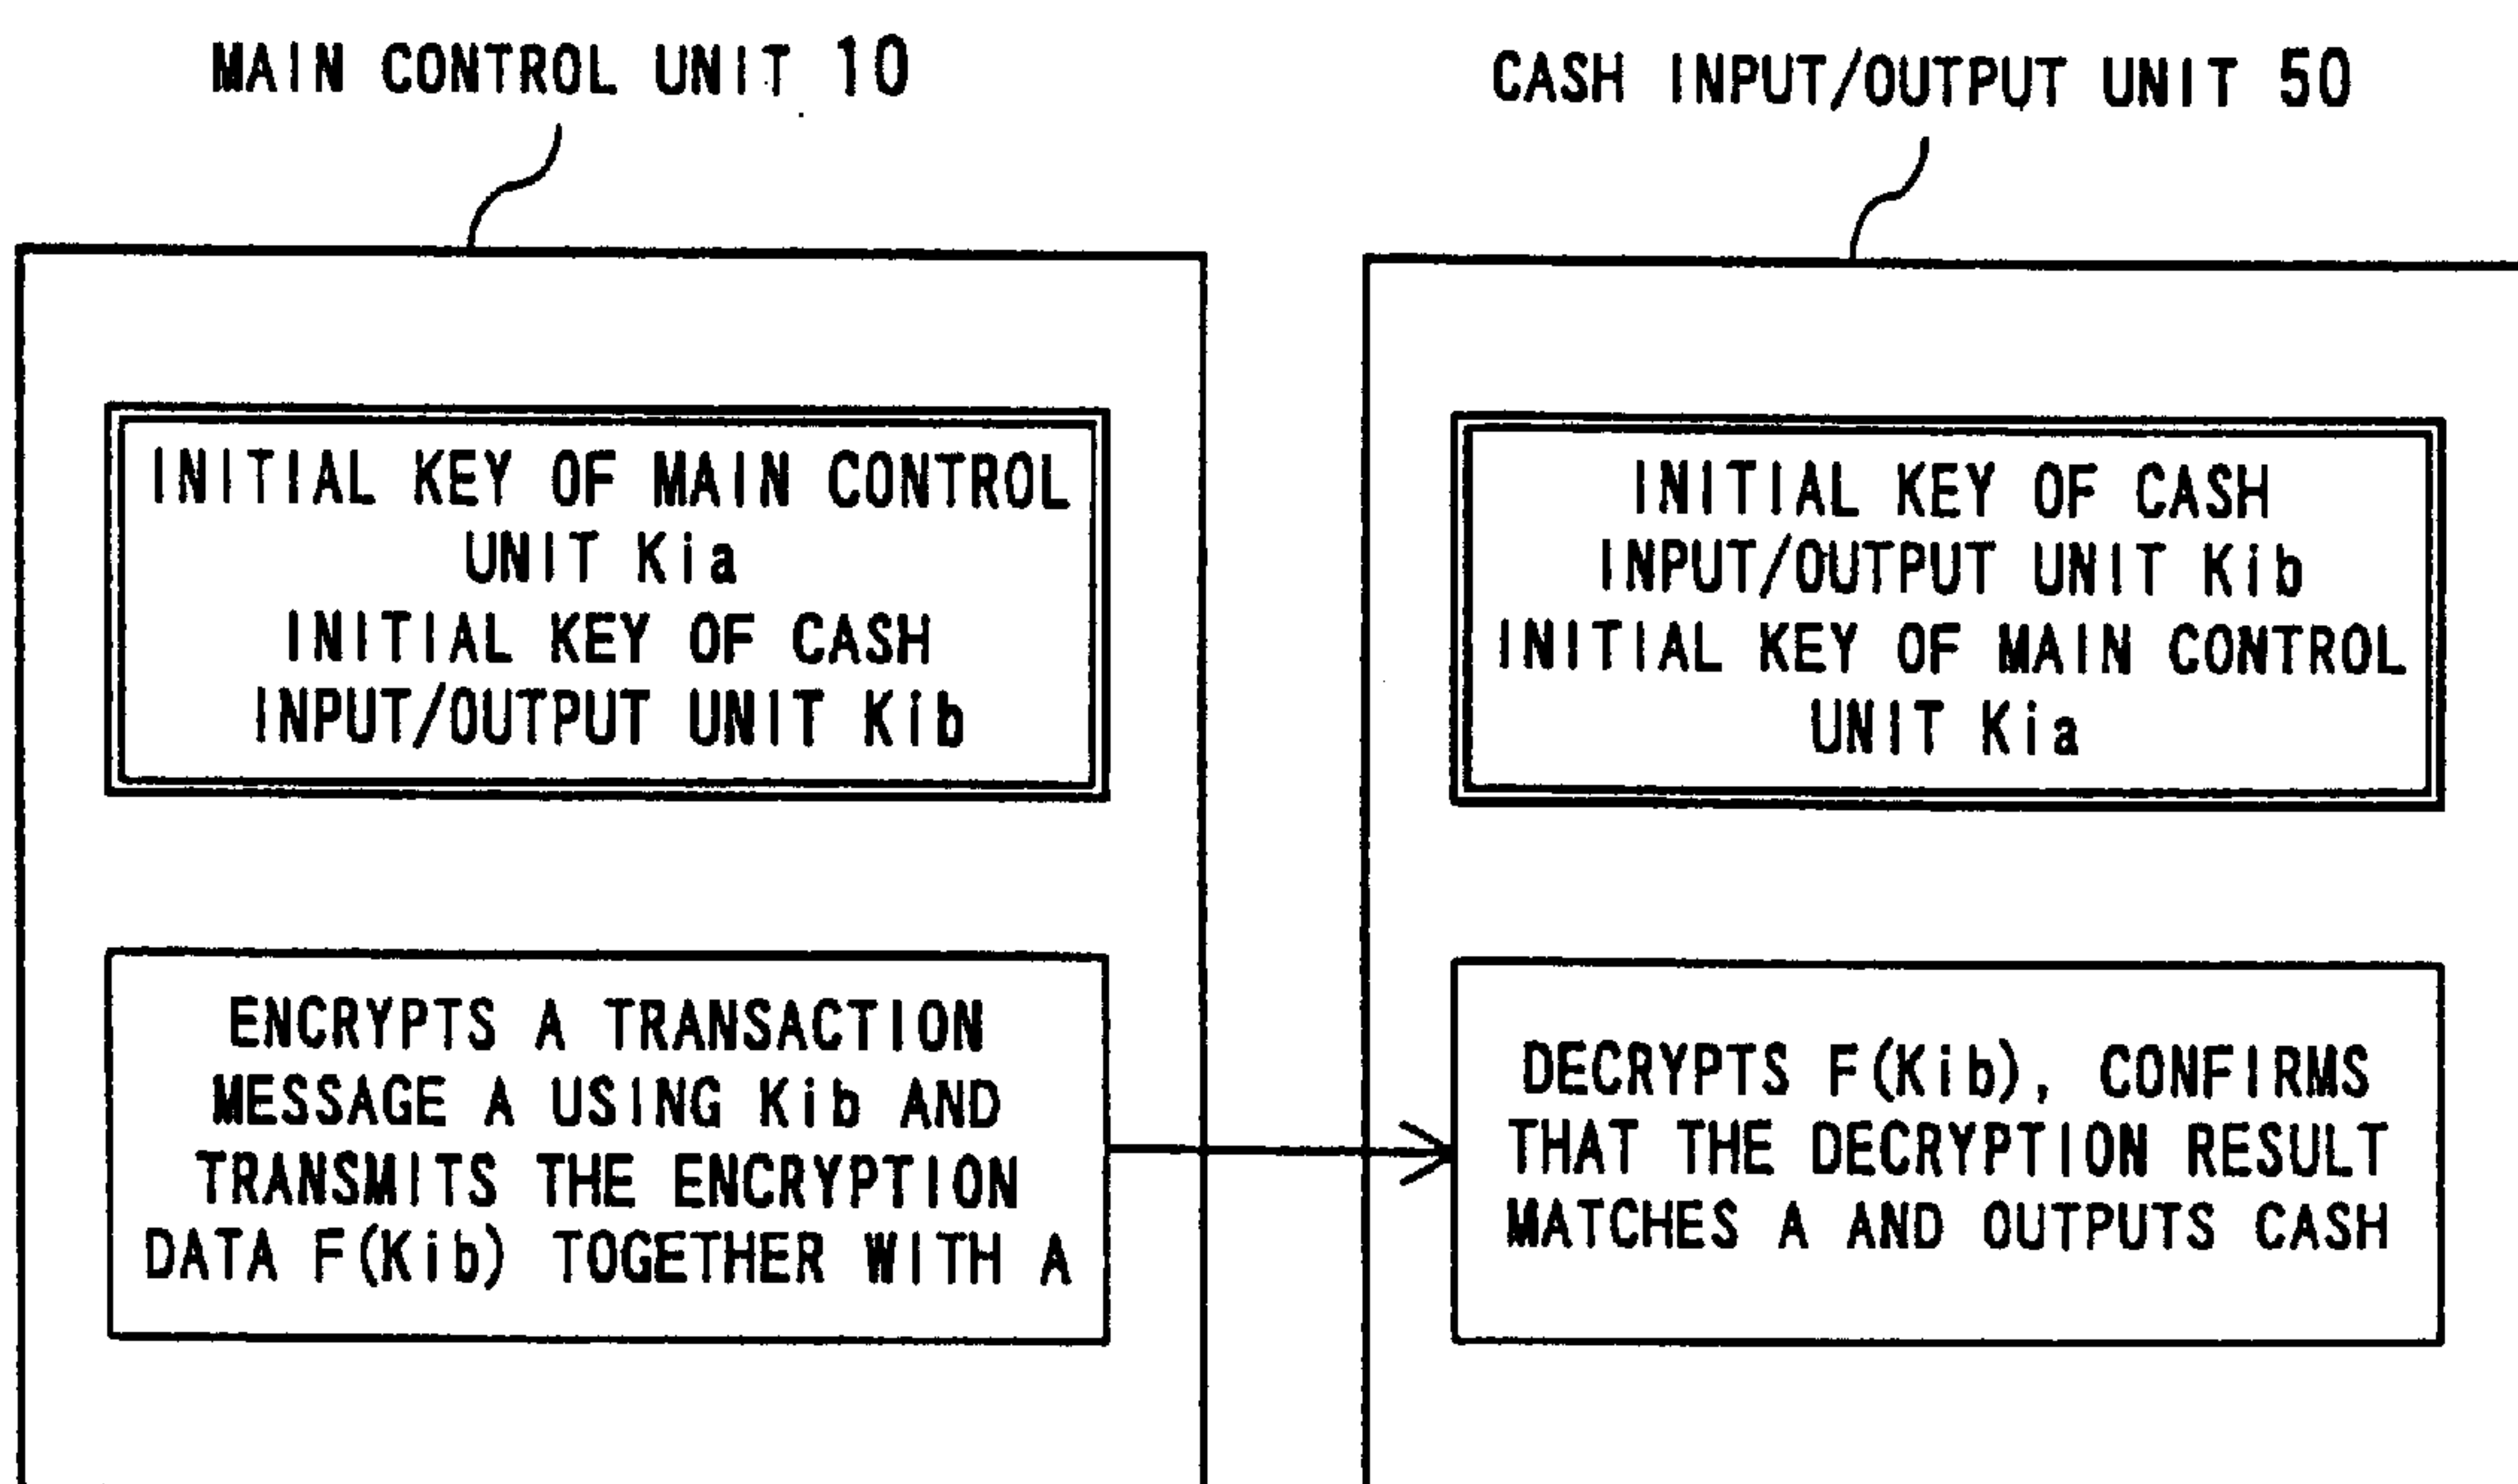 MAIN CONTROL UNIT 10
CASH INPUT/OUTPUT UNIT 50
INITIAL KEY OF MAIN CONTROL
UNIT Kia
INITIAL KEY OF CASH
INPUT/OUTPUT UNIT Kib
INITIAL KEY OF CASH
INPUT/OUTPUT UNIT Kib
INITIAL KEY OF MAIN CONTROL
UNIT Kia
ENCRYPTS A TRANSACTION
MESSAGE A USING Kib AND
TRANSMITS THE ENCRYPTION
DATA F(Kib) TOGETHER WITH A
DECRYPTS F(Kib), CONFIRMS
THAT THE DECRYPTION RESULT
MATCHES A AND OUTPUTS CASH